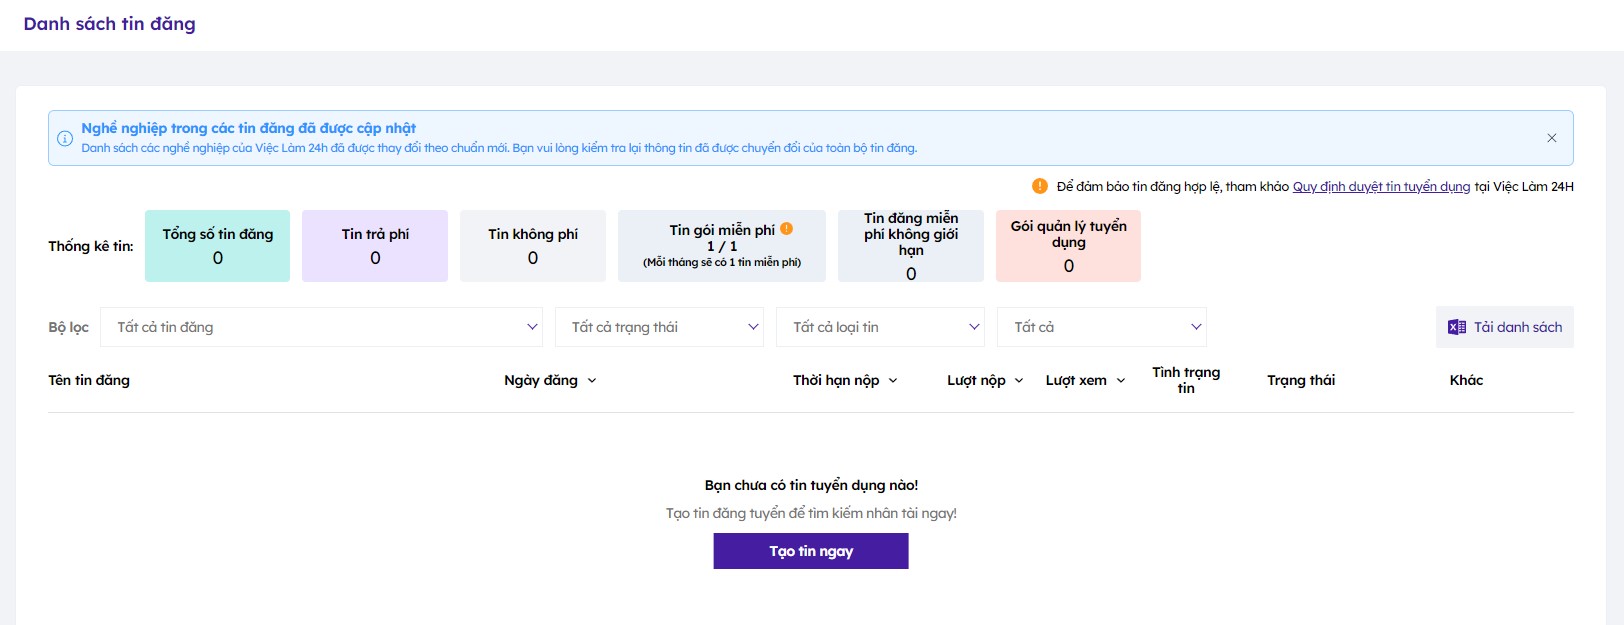 Danh sách tin đăng
Nghề nghiệp trong các tin đăng đã được cập nhật
Danh sách các nghề nghiệp của Việc Làm 24h đã được thay đổi theo chuẩn mới. Bạn vui lòng kiểm tra lại thông tin đã được chuyển đổi của toàn bộ tin đăng.
Để đảm bảo tin đăng hợp lệ, tham khảo Quy định duyệt tin tuyển dụng tại Việc Làm 24H
Thống kê tin:
Tổng số tin đăng
0
Tin trả phí
0
Tin không phí
0
Tin gói miễn phí
1 / 1
(Mỗi tháng sẽ có 1 tin miễn phí)
Tin đăng miễn
phí không giới
hạn
0
Gói quản lý tuyển
dụng
0
Bộ lọc
Tất cả tin đăng
Tất cả trạng thái
Tất cả loại tin
Tất cả
Tải danh sách
Tên tin đăng
Ngày đăng
Thời hạn nộp
Lượt nộp
Lượt xem
Tình trạng
tin
Trạng thái
Khác
Bạn chưa có tin tuyển dụng nào!
Tạo tin đăng tuyển để tìm kiếm nhân tài ngay!
Tạo tin ngay